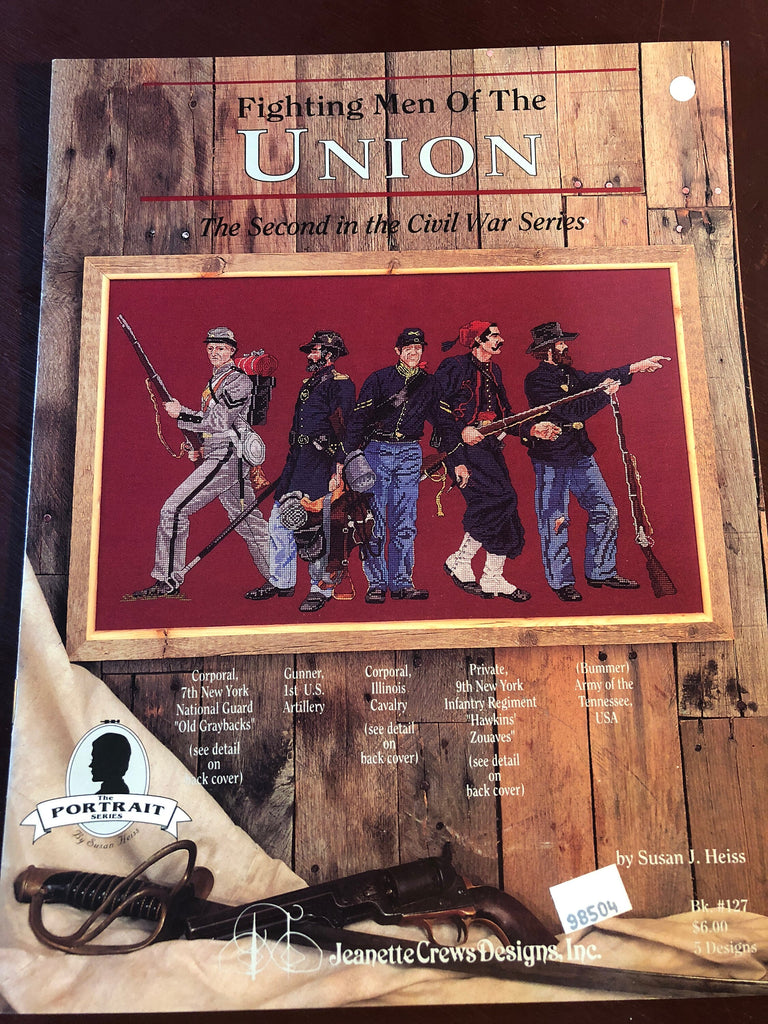 Fighting Men Of The
UNION
The Second in the Civil War Series
Corporal,
7th New York
National Guard
"Old Graybacks"
(see detail
on
back cover)
Gunner,
1st U.S.
Artillery
Corporal,
Illinois
Cavalry
(see detail
on
back cover)
Private,
9th New York
Infantry Regiment
"Hawkins'
Zouaves"
(see detail
on
back cover)
(Bummer)
Army of the
Tennessee,
USA
The
PORTRAIT
SERIES
By Susan Heiss
by Susan J. Heiss
98504
Bk. #127
$6.00
5 Designs
Jeanette Crews Designs, Inc.